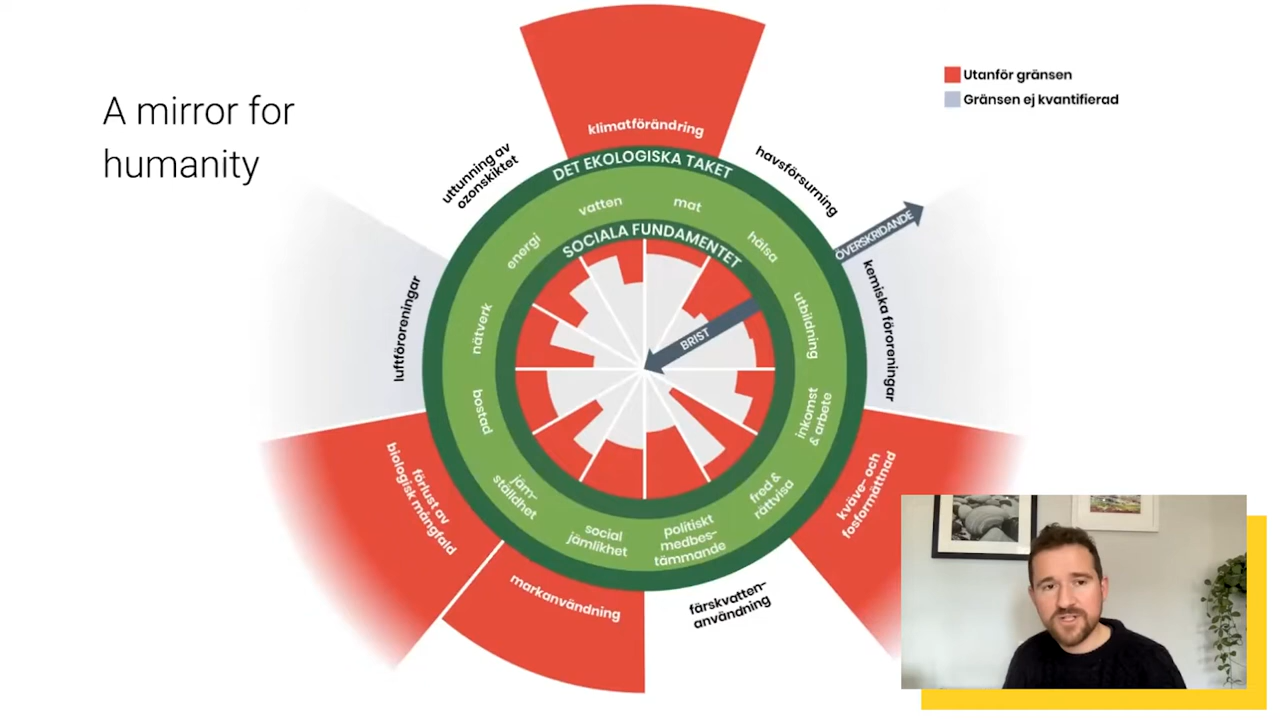 A mirror for
humanity
Utanför gränsen
Gränsen ej kvantifierad
klimatförändring
uttunning av
ozonskiktet
havsförsurning
DET EKOLOGISKA TAKET
vatten
mat
energi
hälsa
SOCIALA FUNDAMENTET
ÖVERSKRIDANDE
luftföroreningar
kemiska föroreningar
nätverk
utbildning
BRIST
bostad
inkomst
& arbete
förlust av
biologisk mångfald
kväve- och
fosformättnad
jäm-
ställdhet
fred &
rättvisa
social
jämlikhet
politiskt
medbes-
tämmande
markanvändning
färskvatten-
användning